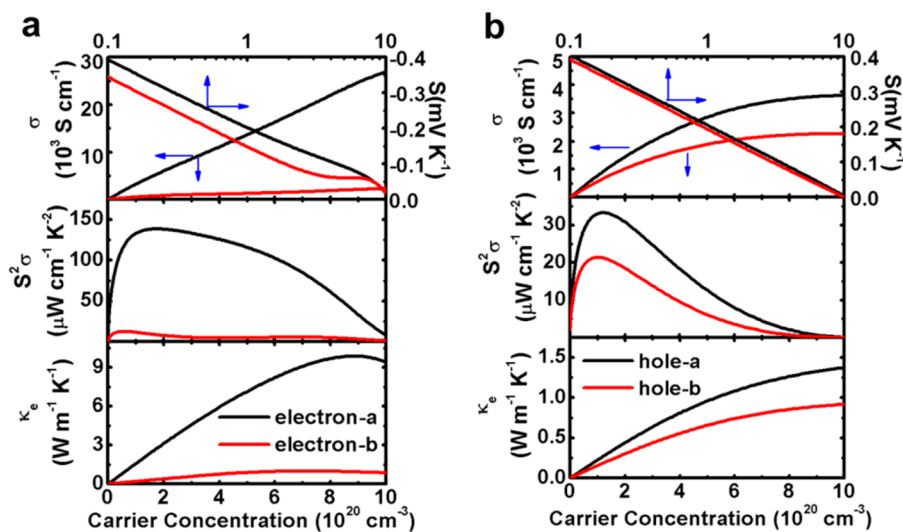 a
0.1 1 10
30 -0.4
20 -0.3
10 -0.2
-0.1
0.0
σ
(10³ S cm⁻¹)
S(mV K⁻¹)
150
100
50
S²σ
(μW cm⁻¹ K⁻²)
9
6
3
0
κₑ
(W m⁻¹ K⁻¹)
electron-a
electron-b
0 2 4 6 8 10
Carrier Concentration (10²⁰ cm⁻³)
b
0.1 1 10
5 0.4
4 0.3
3 0.2
2 0.1
1 0.0
σ
(10³ S cm⁻¹)
S(mV K⁻¹)
30
20
10
S²σ
(μW cm⁻¹ K⁻²)
1.5
1.0
0.5
0.0
κₑ
(W m⁻¹ K⁻¹)
hole-a
hole-b
0 2 4 6 8 10
Carrier Concentration (10²⁰ cm⁻³)